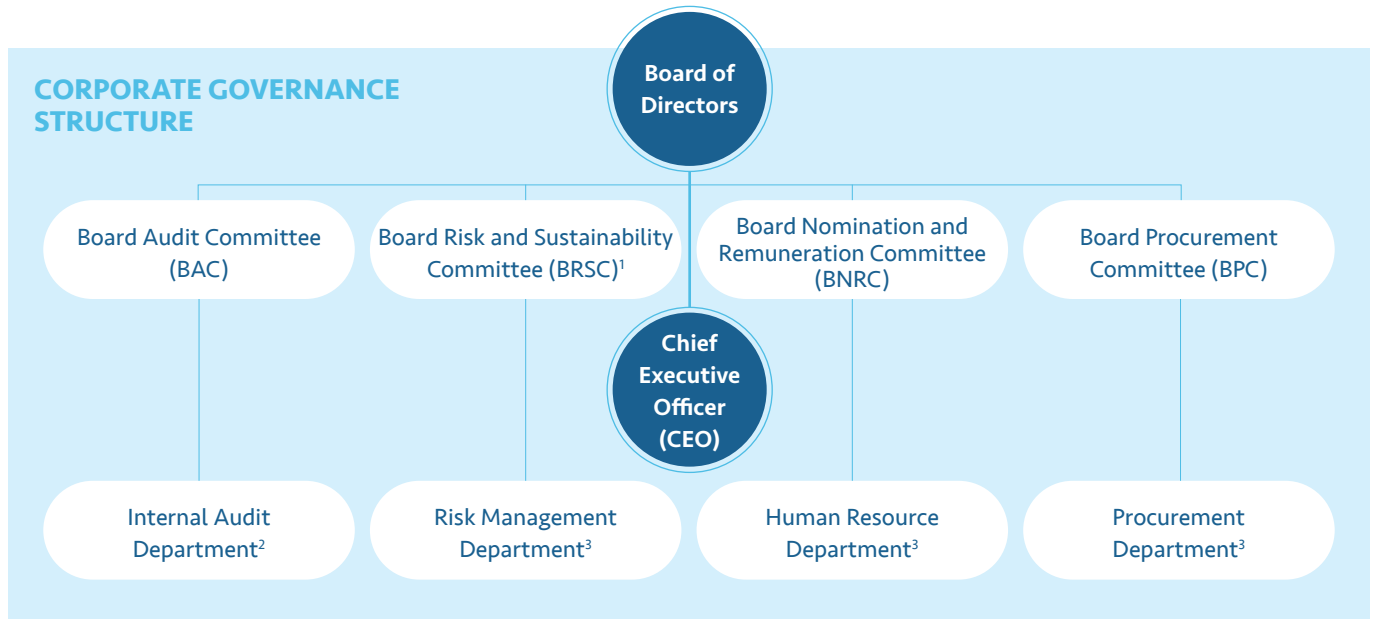 CORPORATE GOVERNANCE
STRUCTURE
Board of
Directors
Board Audit Committee
(BAC)
Board Risk and Sustainability
Committee (BRSC)¹
Board Nomination and
Remuneration Committee
(BNRC)
Board Procurement
Committee (BPC)
Chief
Executive
Officer
(CEO)
Internal Audit
Department²
Risk Management
Department³
Human Resource
Department³
Procurement
Department³